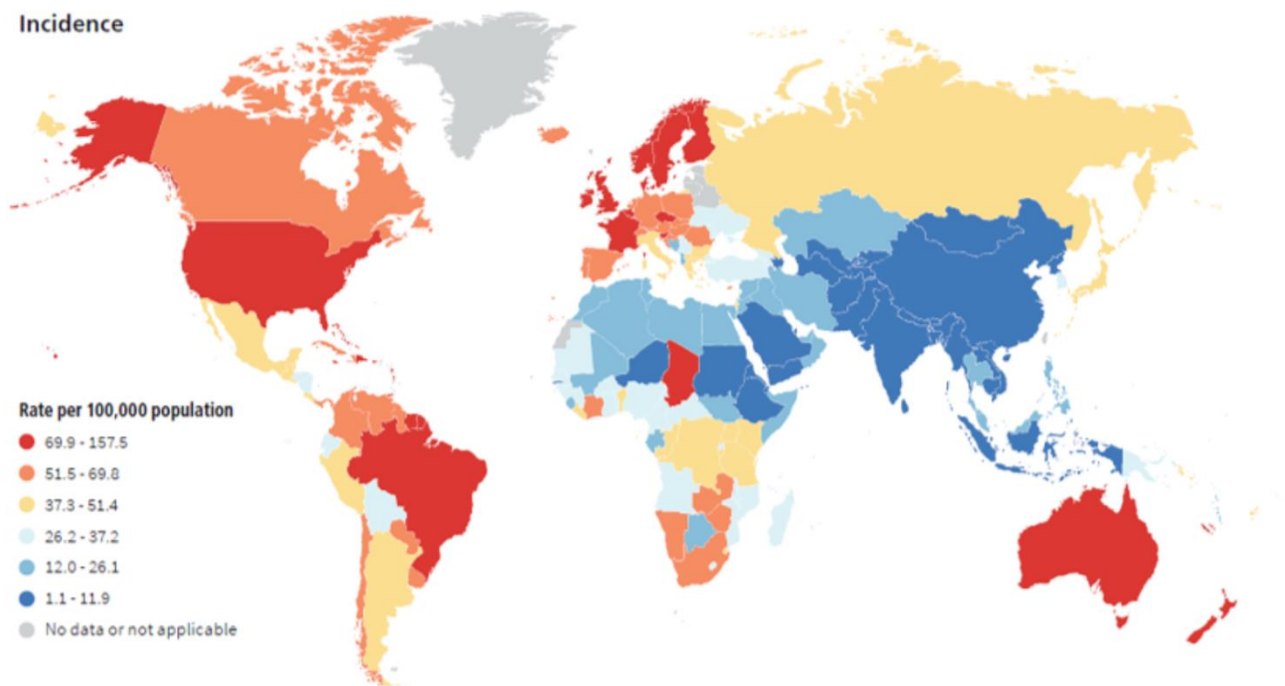 Incidence
Rate per 100,000 population
69.9 - 157.5
51.5 - 69.8
37.3 - 51.4
26.2 - 37.2
12.0 - 26.1
1.1 - 11.9
No data or not applicable